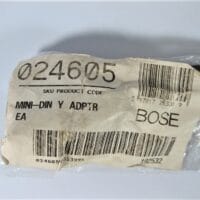 024605
SKU PRODUCT CODE
MINI-DIN Y ADPTR
EA
BOSE